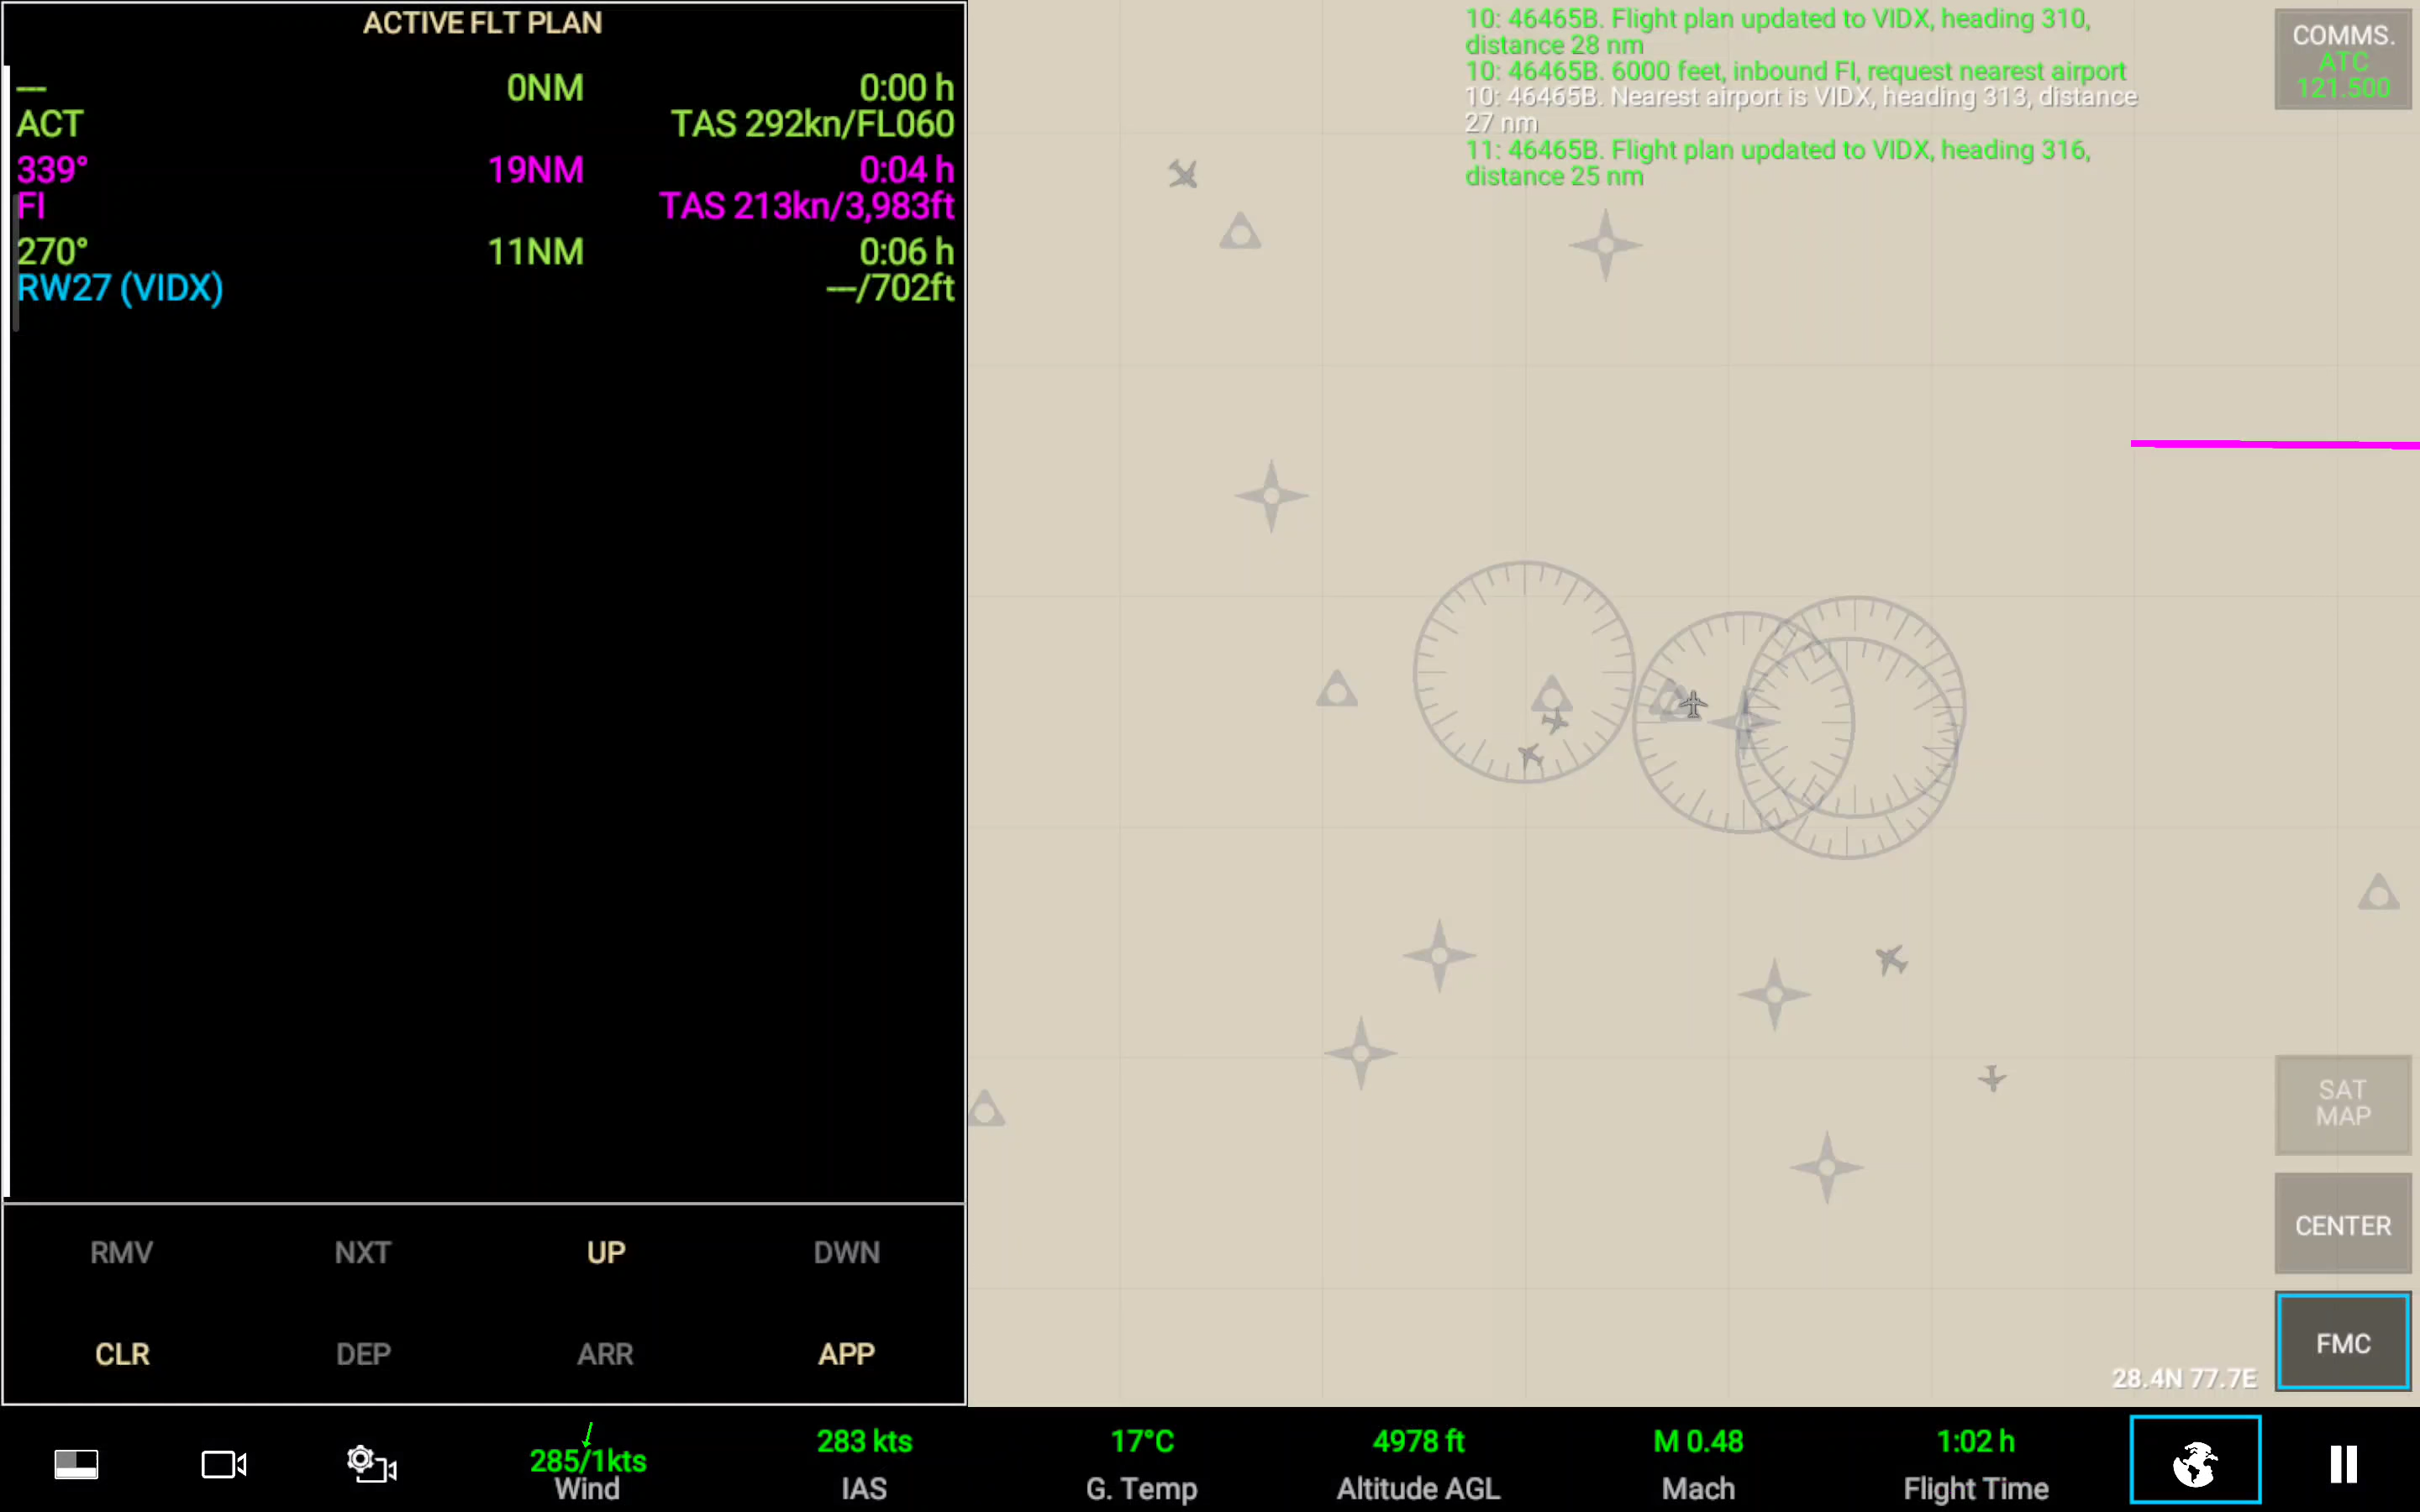 ACTIVE FLT PLAN
--- 0NM 0:00 h
ACT TAS 292kn/FL060
339° 19NM 0:04 h
FI TAS 213kn/3,983ft
270° 11NM 0:06 h
RW27 (VIDX) ---/702ft
RMV NXT UP DWN
CLR DEP ARR APP
10: 46465B. Flight plan updated to VIDX, heading 310,
distance 28 nm
10: 46465B. 6000 feet, inbound FI, request nearest airport
10: 46465B. Nearest airport is VIDX, heading 313, distance
27 nm
11: 46465B. Flight plan updated to VIDX, heading 316,
distance 25 nm
COMMS.
ATC
121.500
SAT
MAP
CENTER
FMC
28.4N 77.7E
285/1kts 283 kts 17°C 4978 ft M 0.48 1:02 h
Wind IAS G. Temp Altitude AGL Mach Flight Time